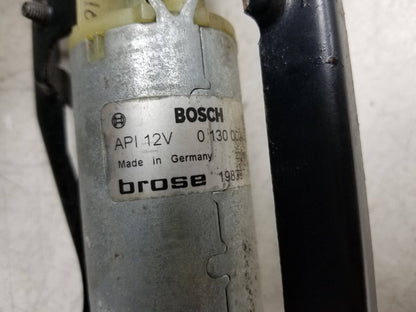 BOSCH
API 12V 0 130
Made in Germany
brose